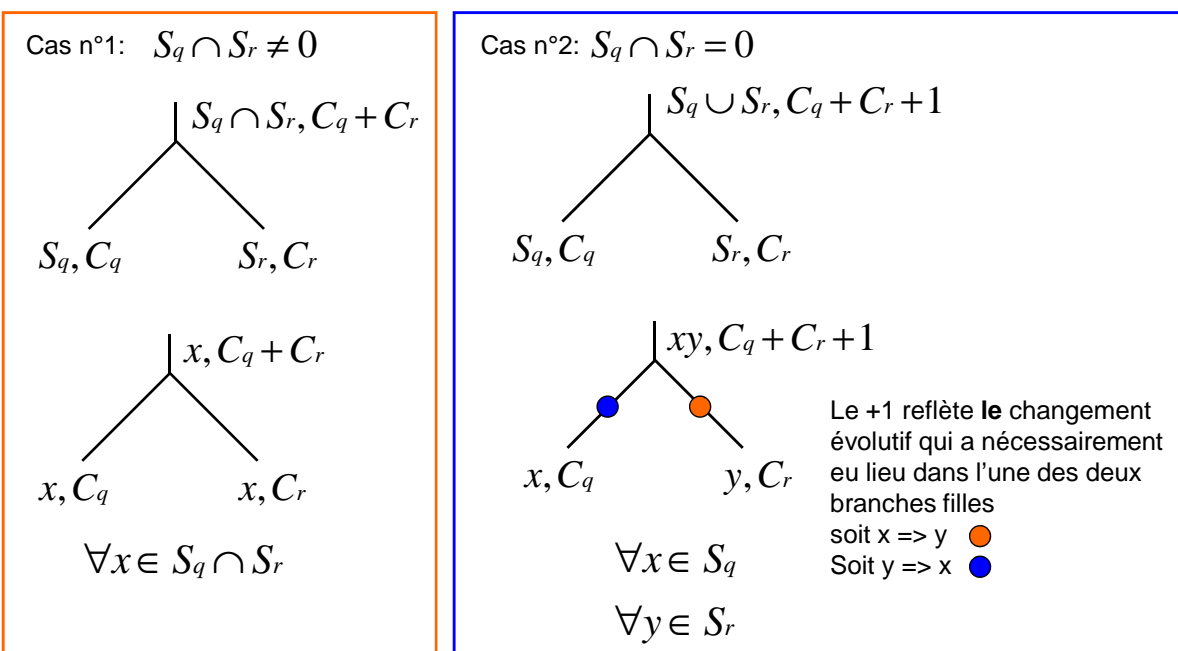 Cas n°1: Sq ∩ Sr ≠ 0
Sq ∩ Sr, Cq + Cr
Sq, Cq Sr, Cr
x, Cq + Cr
x, Cq x, Cr
∀x ∈ Sq ∩ Sr
Cas n°2: Sq ∩ Sr = 0
Sq ∪ Sr, Cq + Cr + 1
Sq, Cq Sr, Cr
xy, Cq + Cr + 1
x, Cq y, Cr
∀x ∈ Sq
∀y ∈ Sr
Le +1 reflète le changement
évolutif qui a nécessairement
eu lieu dans l'une des deux
branches filles
soit x => y
Soit y => x